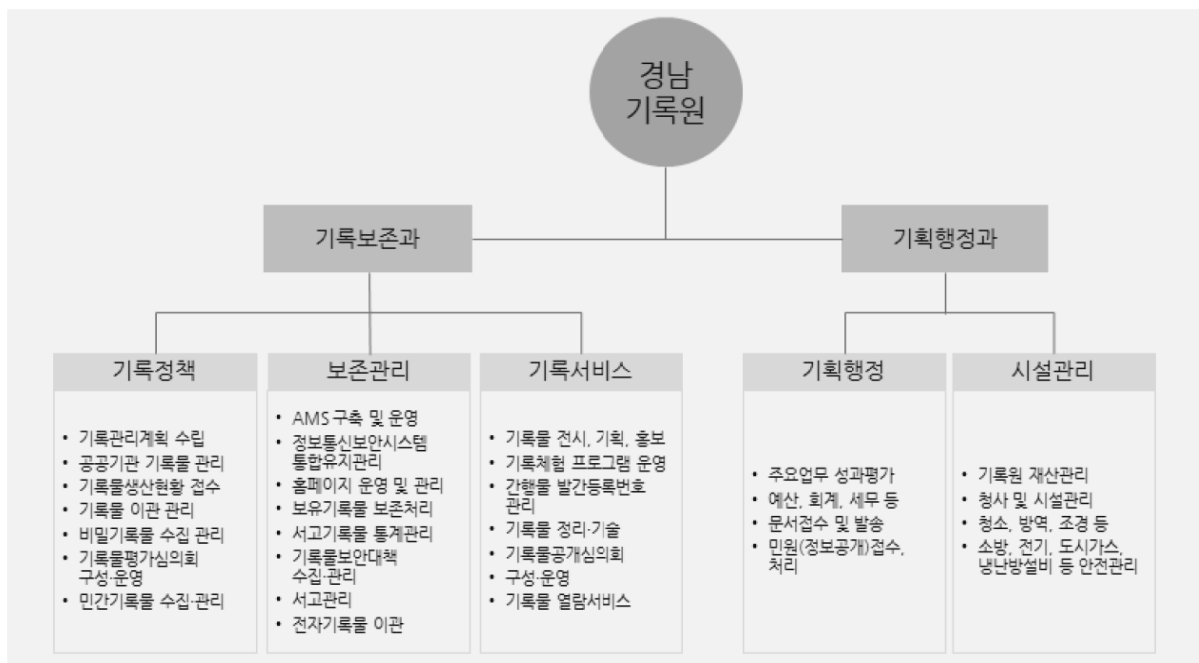 경남
기록원
기록보존과
기획행정과
기록정책
• 기록관리계획 수립
• 공공기관 기록물 관리
• 기록물생산현황 접수
• 기록물 이관 관리
• 비밀기록물 수집 관리
• 기록물평가심의회
구성·운영
• 민간기록물 수집·관리
보존관리
• AMS 구축 및 운영
• 정보통신보안시스템
통합유지관리
• 홈페이지 운영 및 관리
• 보유기록물 보존처리
• 서고기록물 통계관리
• 기록물보안대책
수집·관리
• 서고관리
• 전자기록물 이관
기록서비스
• 기록물 전시, 기획, 홍보
• 기록체험 프로그램 운영
• 간행물 발간등록번호
관리
• 기록물 정리·기술
• 기록물공개심의회
• 구성·운영
• 기록물 열람서비스
기획행정
• 주요업무 성과평가
• 예산, 회계, 세무 등
• 문서접수 및 발송
• 민원(정보공개)접수,
처리
시설관리
• 기록원 재산관리
• 청사 및 시설관리
• 청소, 방역, 조경 등
• 소방, 전기, 도시가스,
냉난방설비 등 안전관리